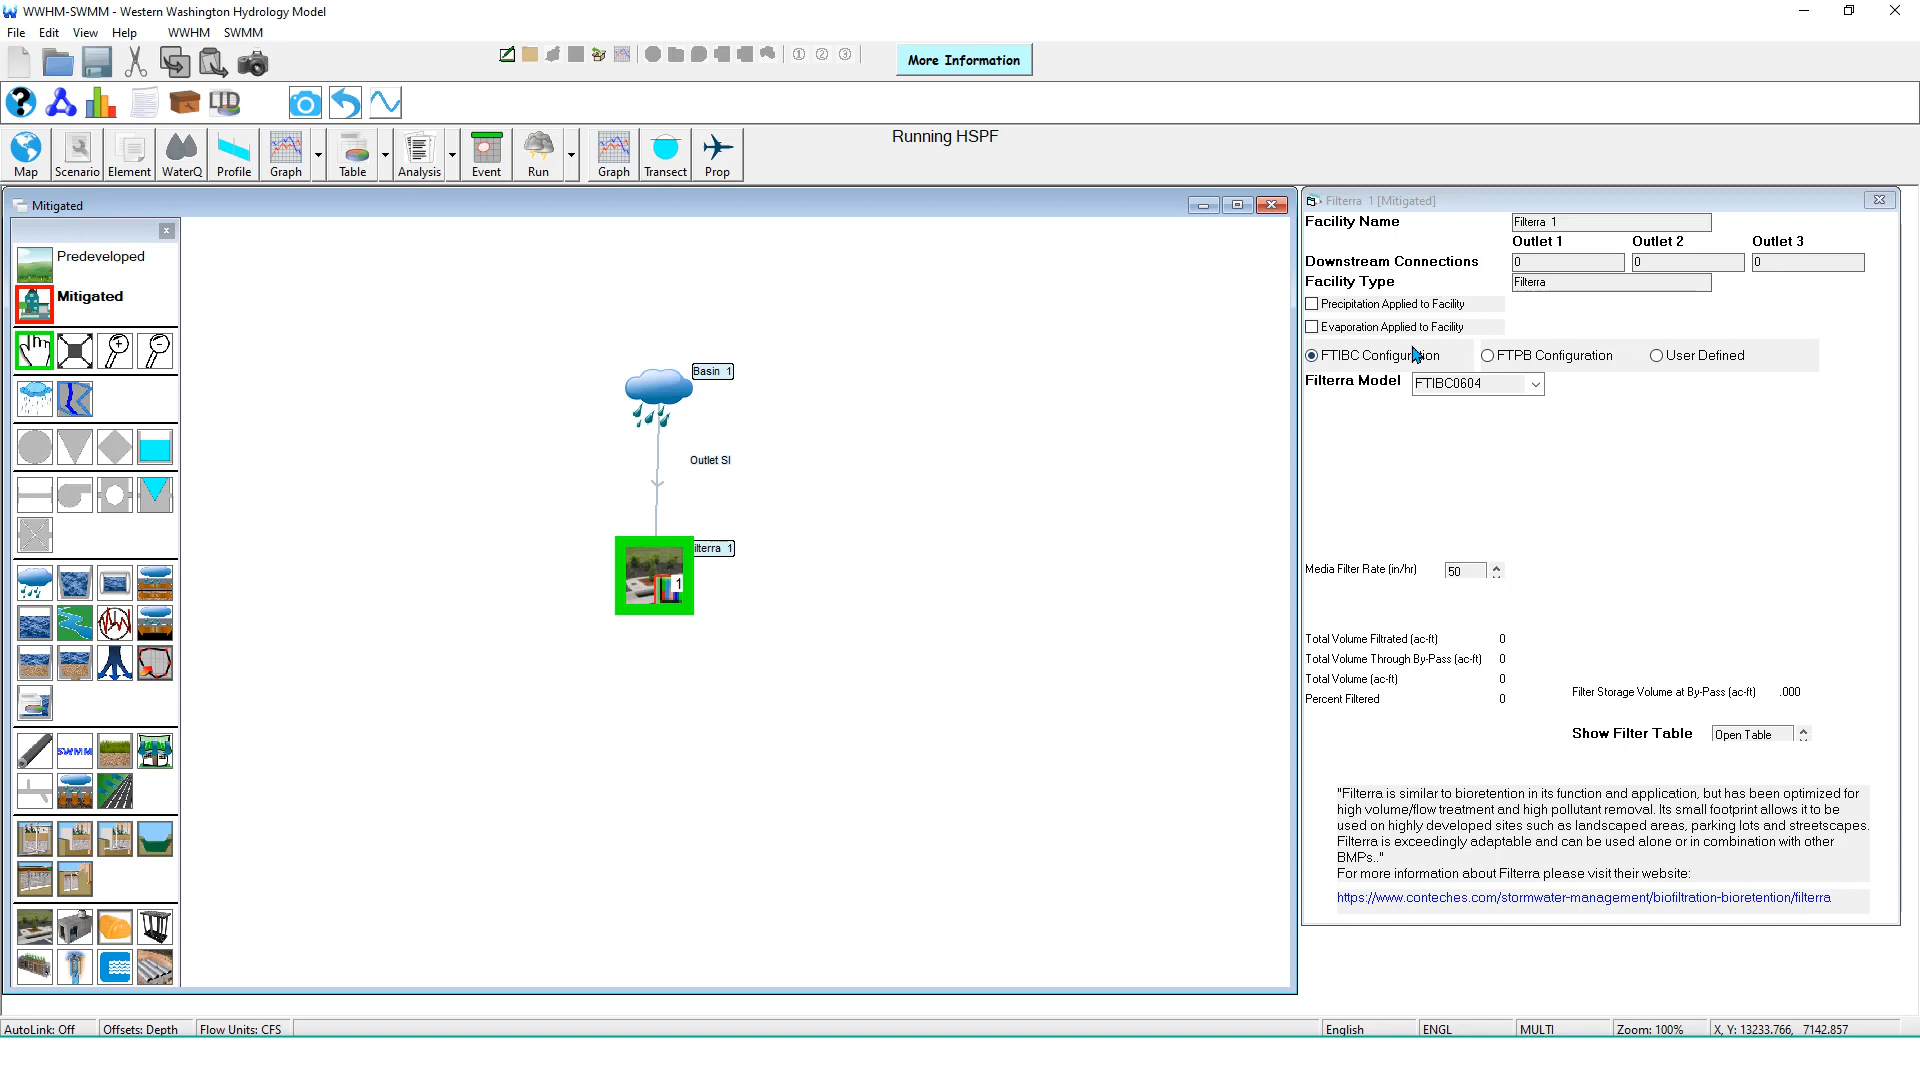 WWHM-SWMM - Western Washington Hydrology Model
File Edit View Help WWHM SWMM
More Information
LID
Map Scenario Element WaterQ Profile Graph Table Analysis Event Run Graph Transect Prop
Running HSPF
Mitigated
Predeveloped
Mitigated
SWMM
Basin 1
Outlet SI
ilterra 1
1
Filterra 1 [Mitigated]
Facility Name Filterra 1
Outlet 1 Outlet 2 Outlet 3
Downstream Connections 0 0 0
Facility Type Filterra
Precipitation Applied to Facility
Evaporation Applied to Facility
FTIBC Configuration FTPB Configuration User Defined
Filterra Model FTIBC0604
Media Filter Rate (in/hr) 50
Total Volume Filtrated (ac-ft) 0
Total Volume Through By-Pass (ac-ft) 0
Total Volume (ac-ft) 0
Percent Filtered 0
Filter Storage Volume at By-Pass (ac-ft) .000
Show Filter Table Open Table
"Filterra is similar to bioretention in its function and application, but has been optimized for
high volume/flow treatment and high pollutant removal. Its small footprint allows it to be
used on highly developed sites such as landscaped areas, parking lots and streetscapes.
Filterra is exceedingly adaptable and can be used alone or in combination with other
BMPs.."
For more information about Filterra please visit their website:
https://www.conteches.com/stormwater-management/biofiltration-bioretention/filterra
AutoLink: Off Offsets: Depth Flow Units: CFS English ENGL MULTI Zoom: 100% X, Y: 13233.766, 7142.857